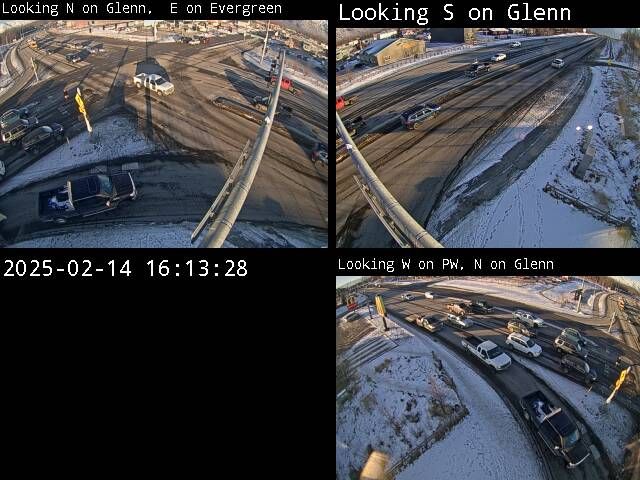 Looking N on Glenn,  E on Evergreen
Looking S on Glenn
2025-02-14 16:13:28
Looking W on PW, N on Glenn